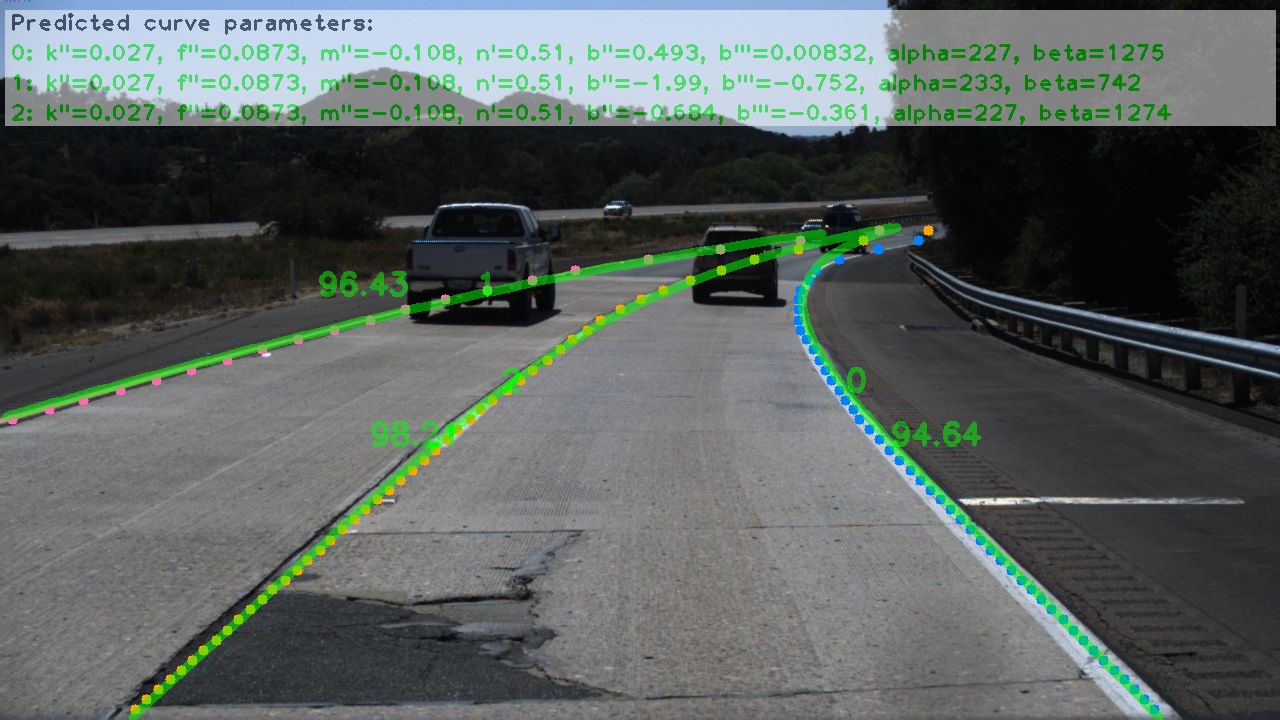 Predicted curve parameters:
0: k''=0.027, f''=0.0873, m''=-0.108, n'=0.51, b''=0.493, b'''=0.00832, alpha=227, beta=1275
1: k''=0.027, f''=0.0873, m''=-0.108, n'=0.51, b''=-1.99, b'''=-0.752, alpha=233, beta=742
2: k''=0.027, f''=0.0873, m''=-0.108, n'=0.51, b''=-0.684, b'''=-0.361, alpha=227, beta=1274
96.43
1
2
0
94.64